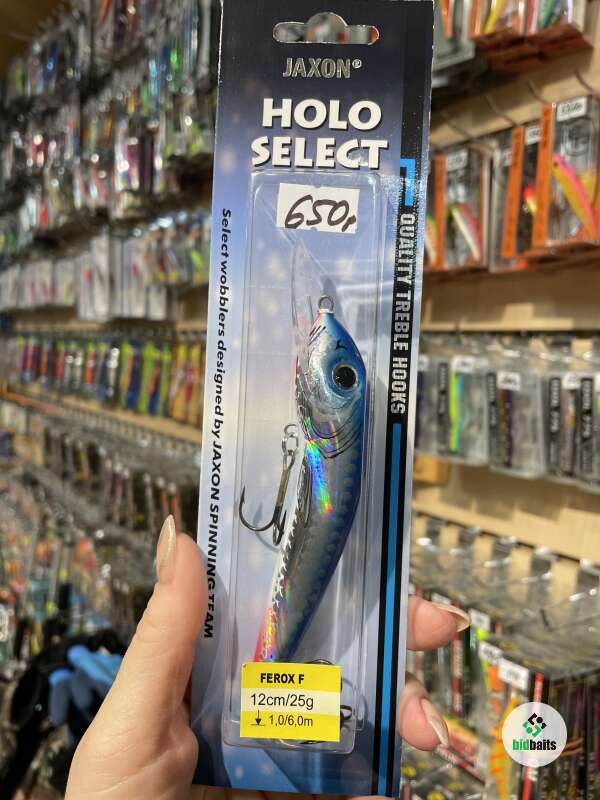 JAXON®
HOLO
SELECT
650,-
QUALITY TREBLE HOOKS
Select wobblers designed by JAXON SPINNING TEAM
FEROX F
12cm/25g
1,0/6,0m
bidbaits